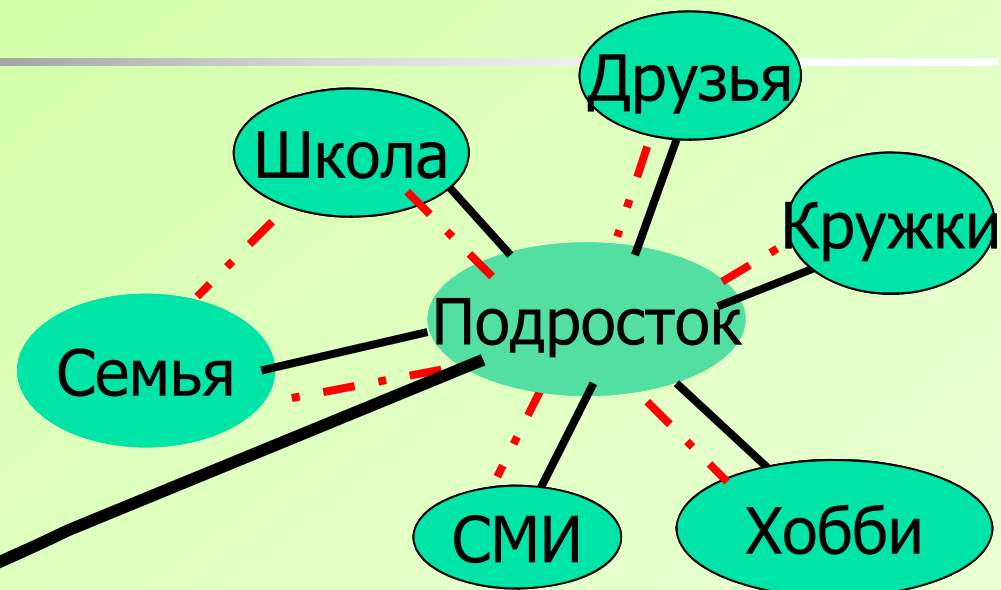 Друзья
Школа
Кружки
Подросток
Семья
СМИ
Хобби